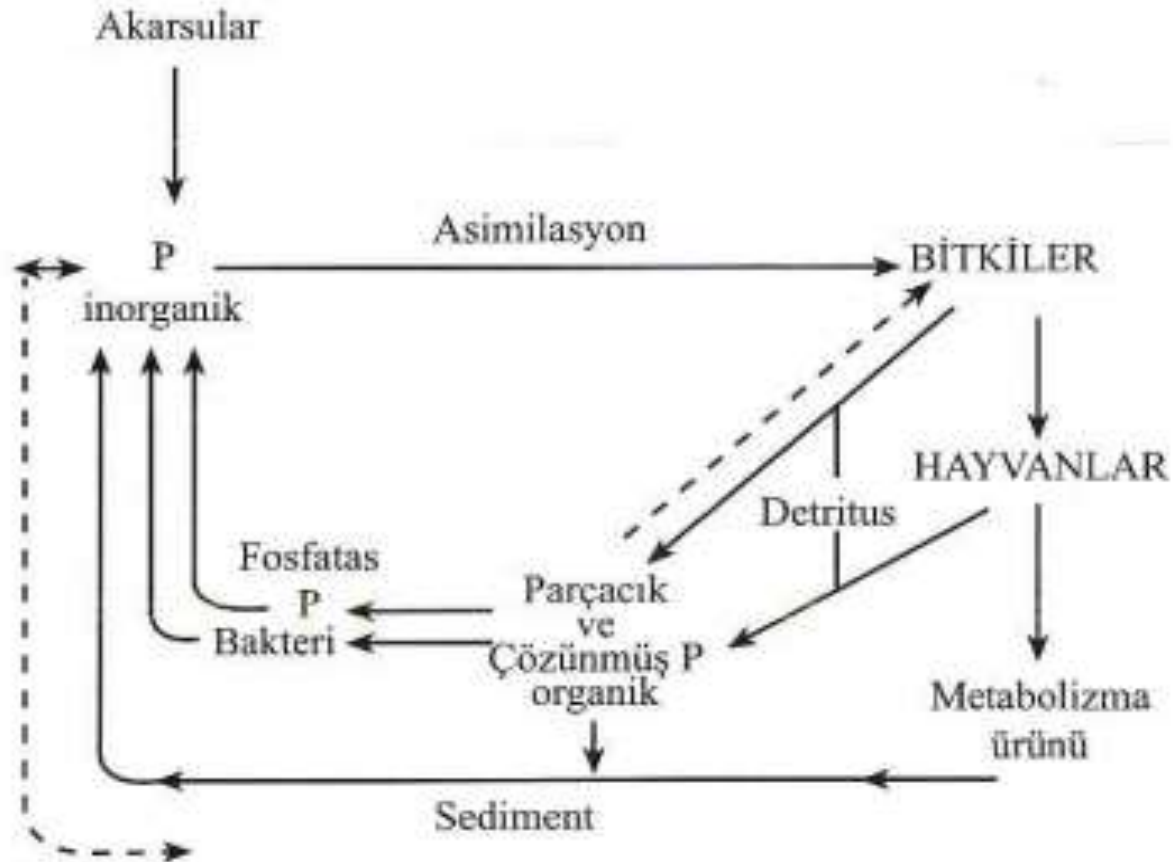 Akarsular
P
inorganik
Asimilasyon
BİTKİLER
HAYVANLAR
Detritus
Fosfatas
P
Bakteri
Parçacık
ve
Çözünmüş P
organik
Metabolizma
ürünü
Sediment